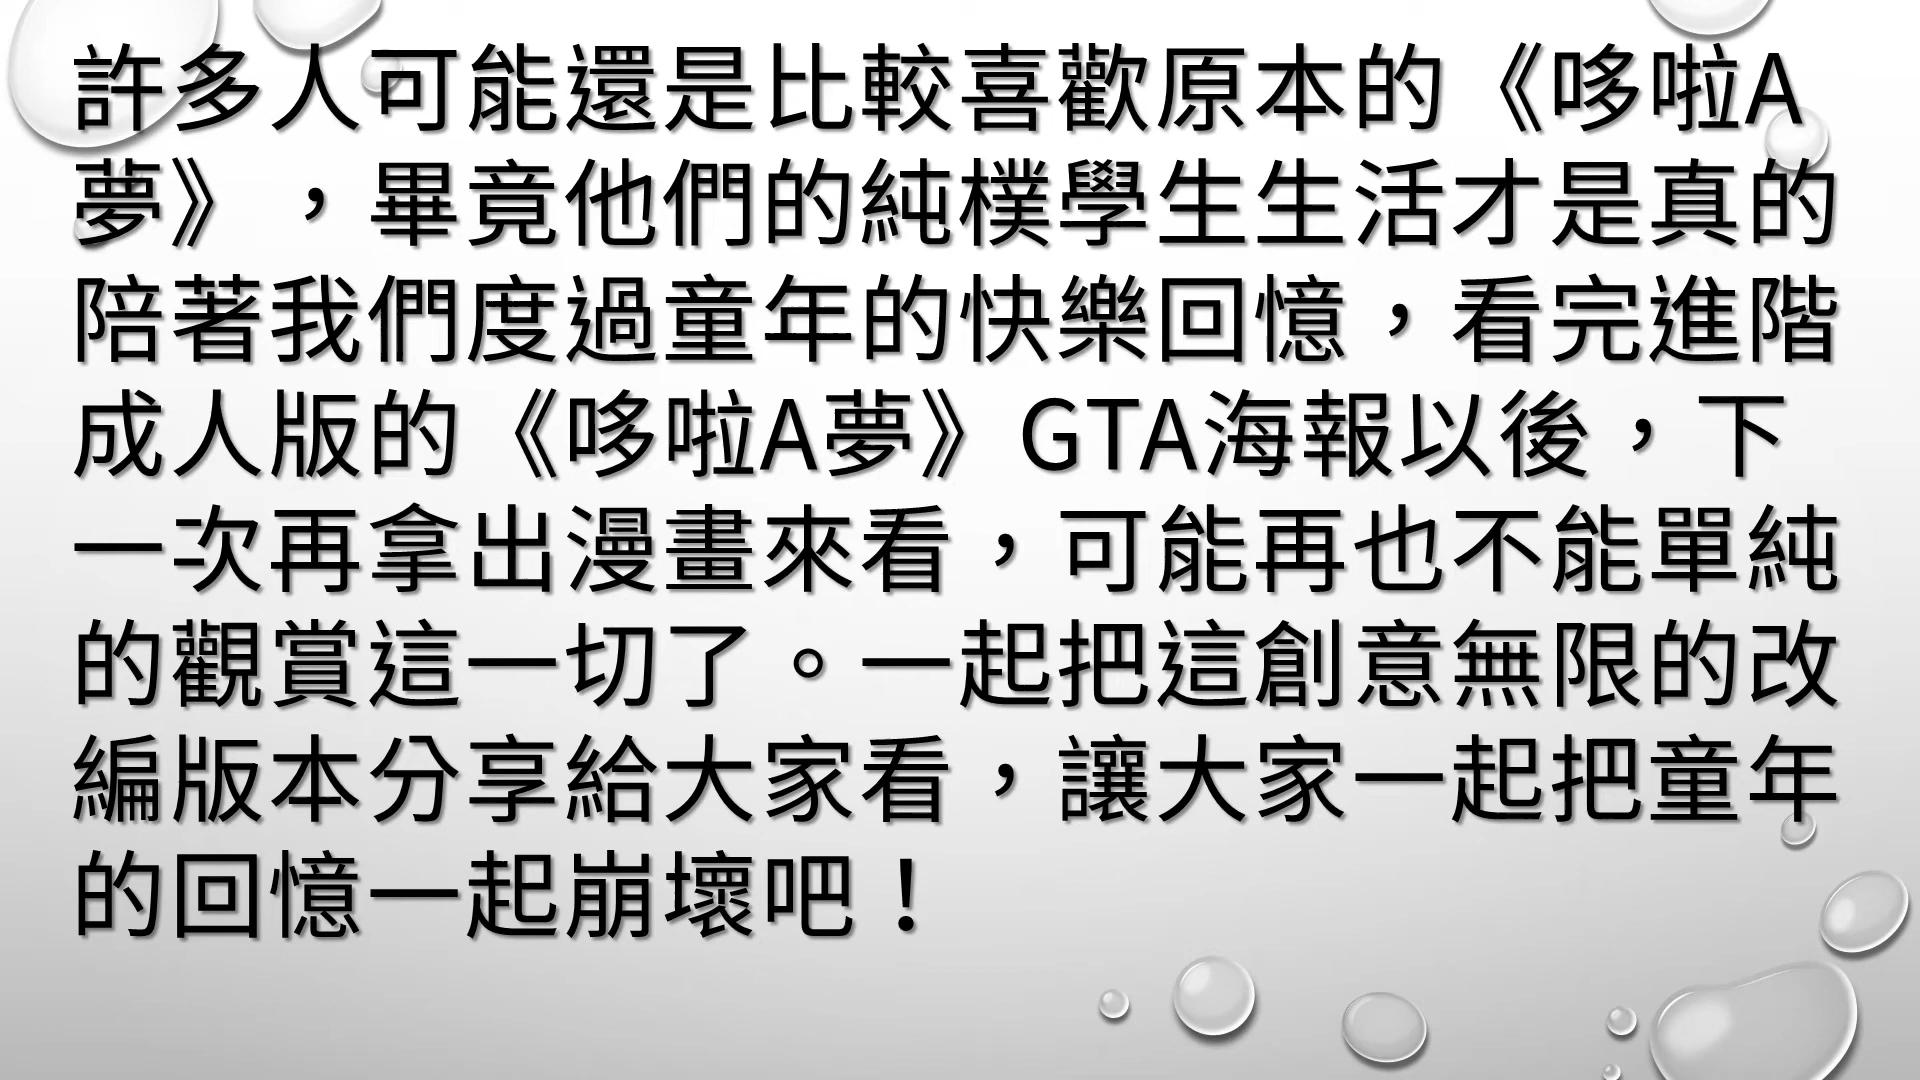 許多人可能還是比較喜歡原本的《哆啦A
夢》，畢竟他們的純樸學生生活才是真的
陪著我們度過童年的快樂回憶，看完進階
成人版的《哆啦A夢》GTA海報以後，下
一次再拿出漫畫來看，可能再也不能單純
的觀賞這一切了。一起把這創意無限的改
編版本分享給大家看，讓大家一起把童年
的回憶一起崩壞吧！